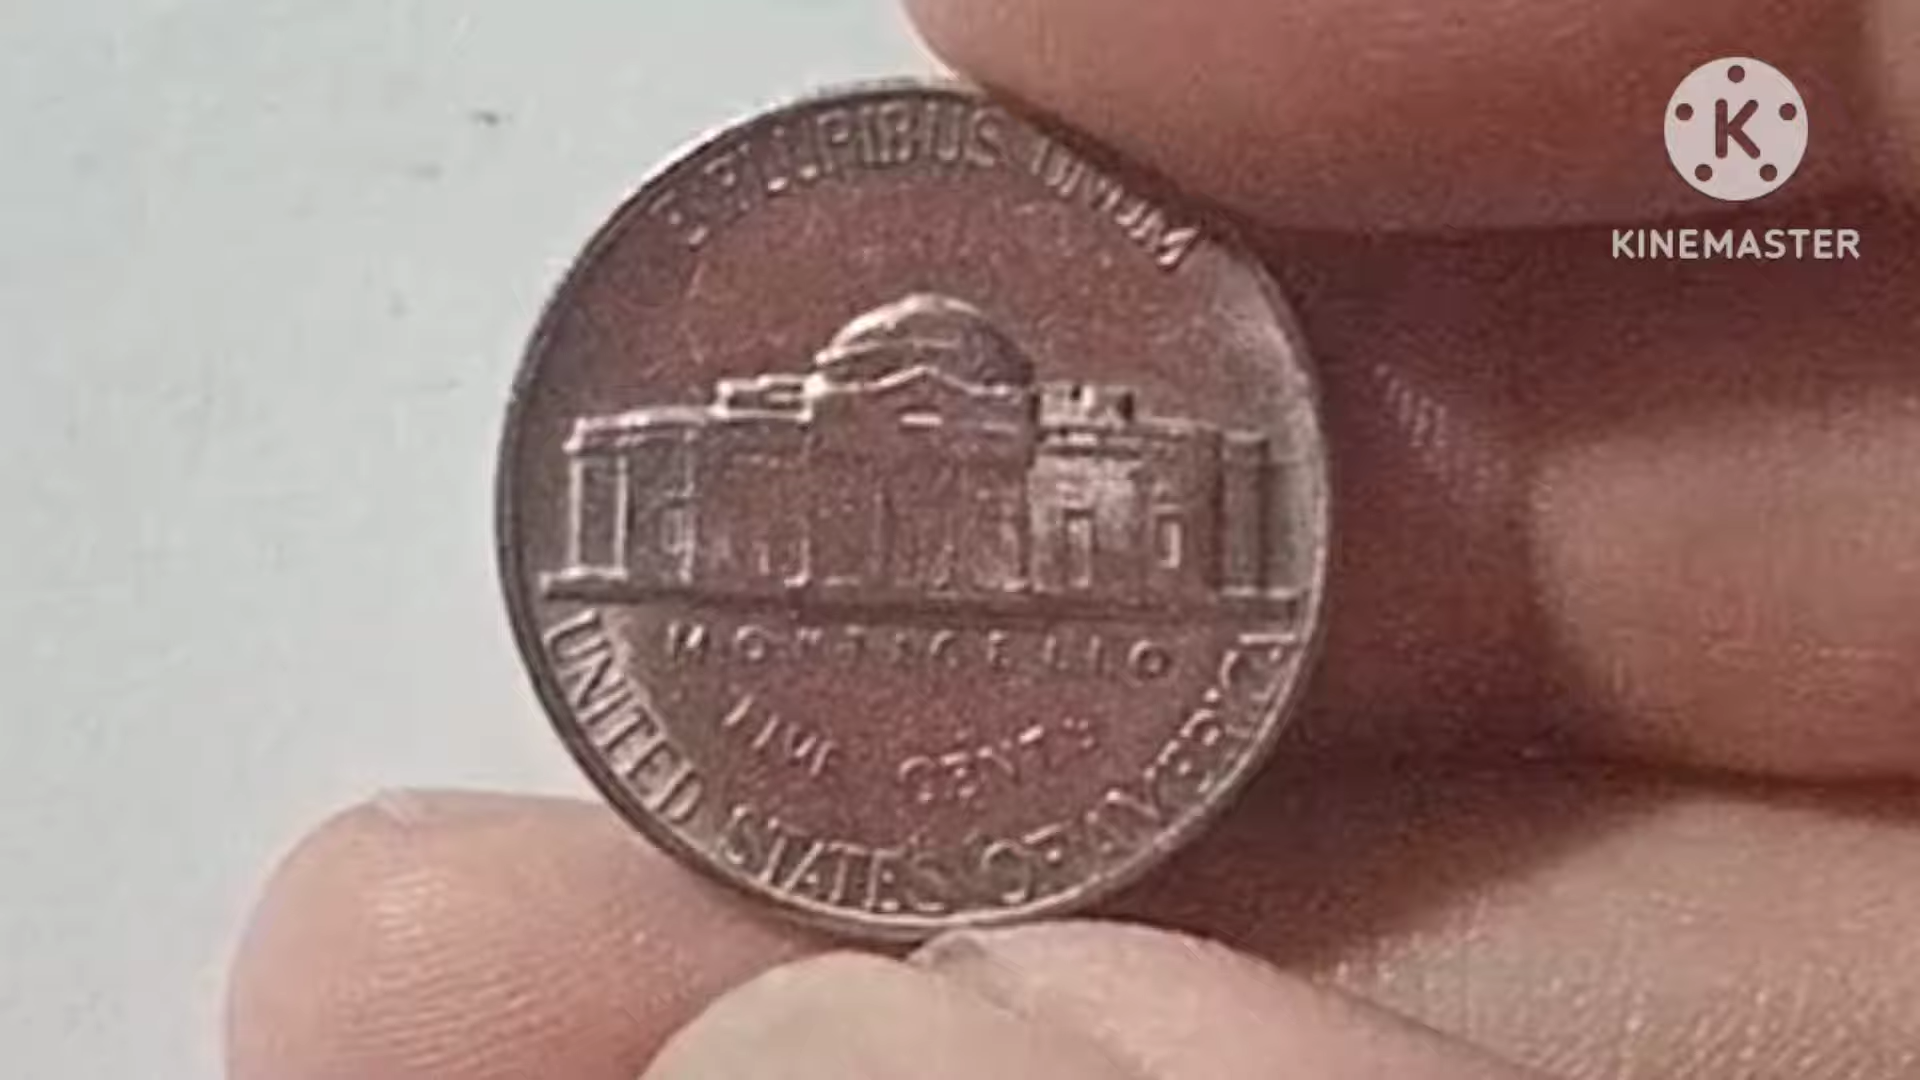 E PLURIBUS UNUM
K
KINEMASTER
MONTICELLO
FIVE CENTS
UNITED STATES OF AMERICA